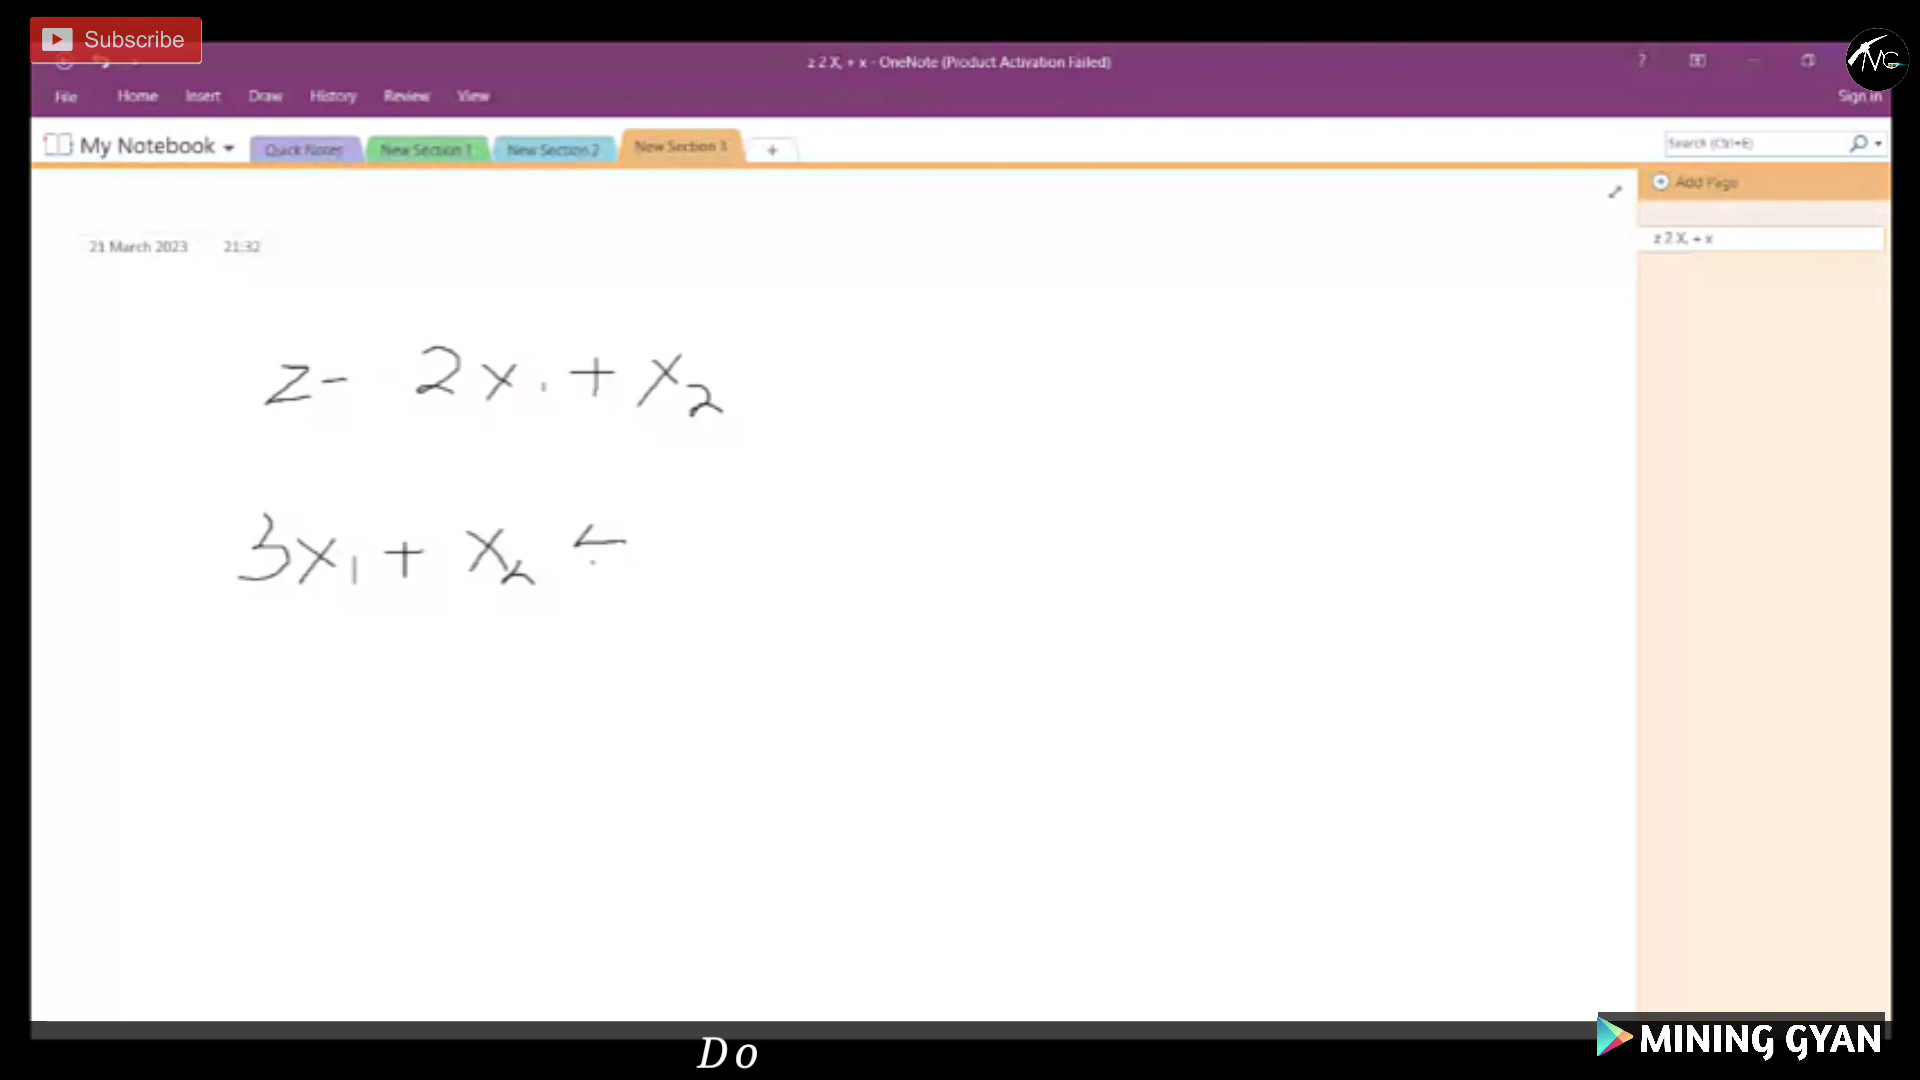 Subscribe
z 2 X, + x - OneNote (Product Activation Failed)
?
NG
File Home Insert Draw History Review View
Sign in
My Notebook
Quick Notes New Section 1 New Section 2 New Section 3 +
Search (Ctrl+E)
Add Page
z 2 X, + x
21 March 2023 21:32
z - 2x₁ + x₂
3x₁ + x₂ ≤
MINING GYAN
Do